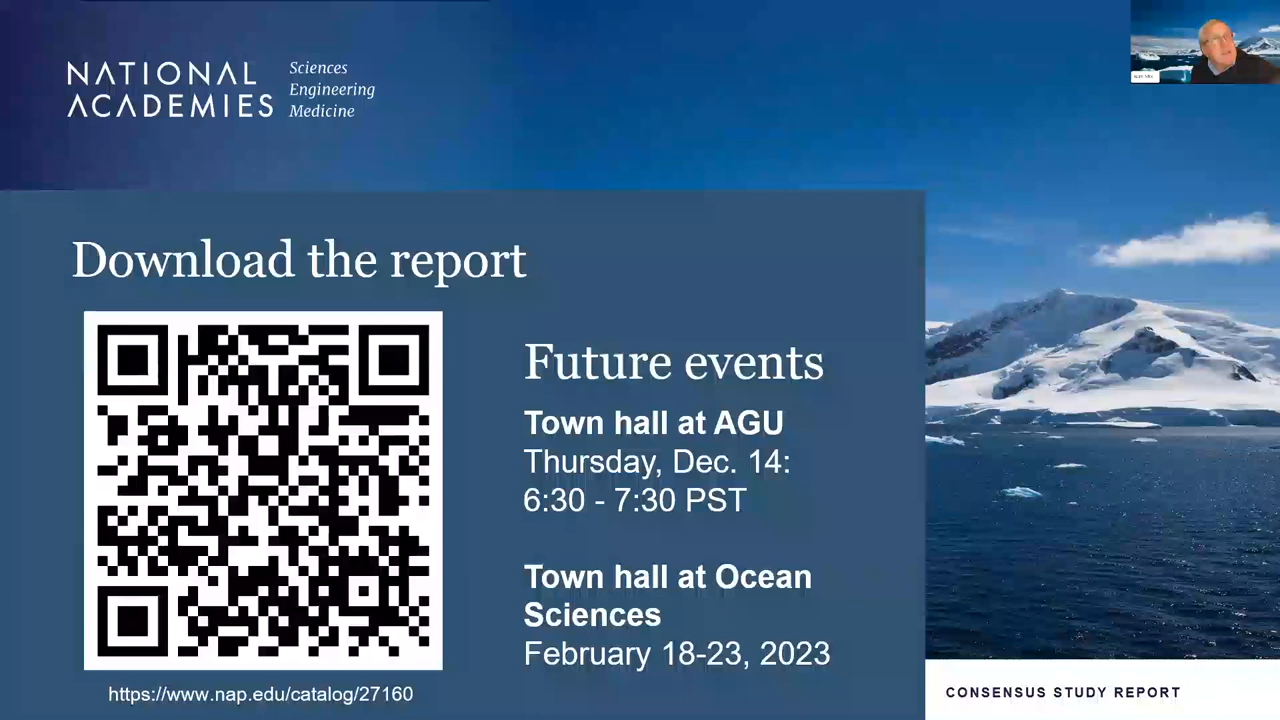 NATIONAL
ACADEMIES
Sciences
Engineering
Medicine
Download the report
Future events
Town hall at AGU
Thursday, Dec. 14:
6:30 - 7:30 PST
Town hall at Ocean
Sciences
February 18-23, 2023
https://www.nap.edu/catalog/27160
CONSENSUS STUDY REPORT